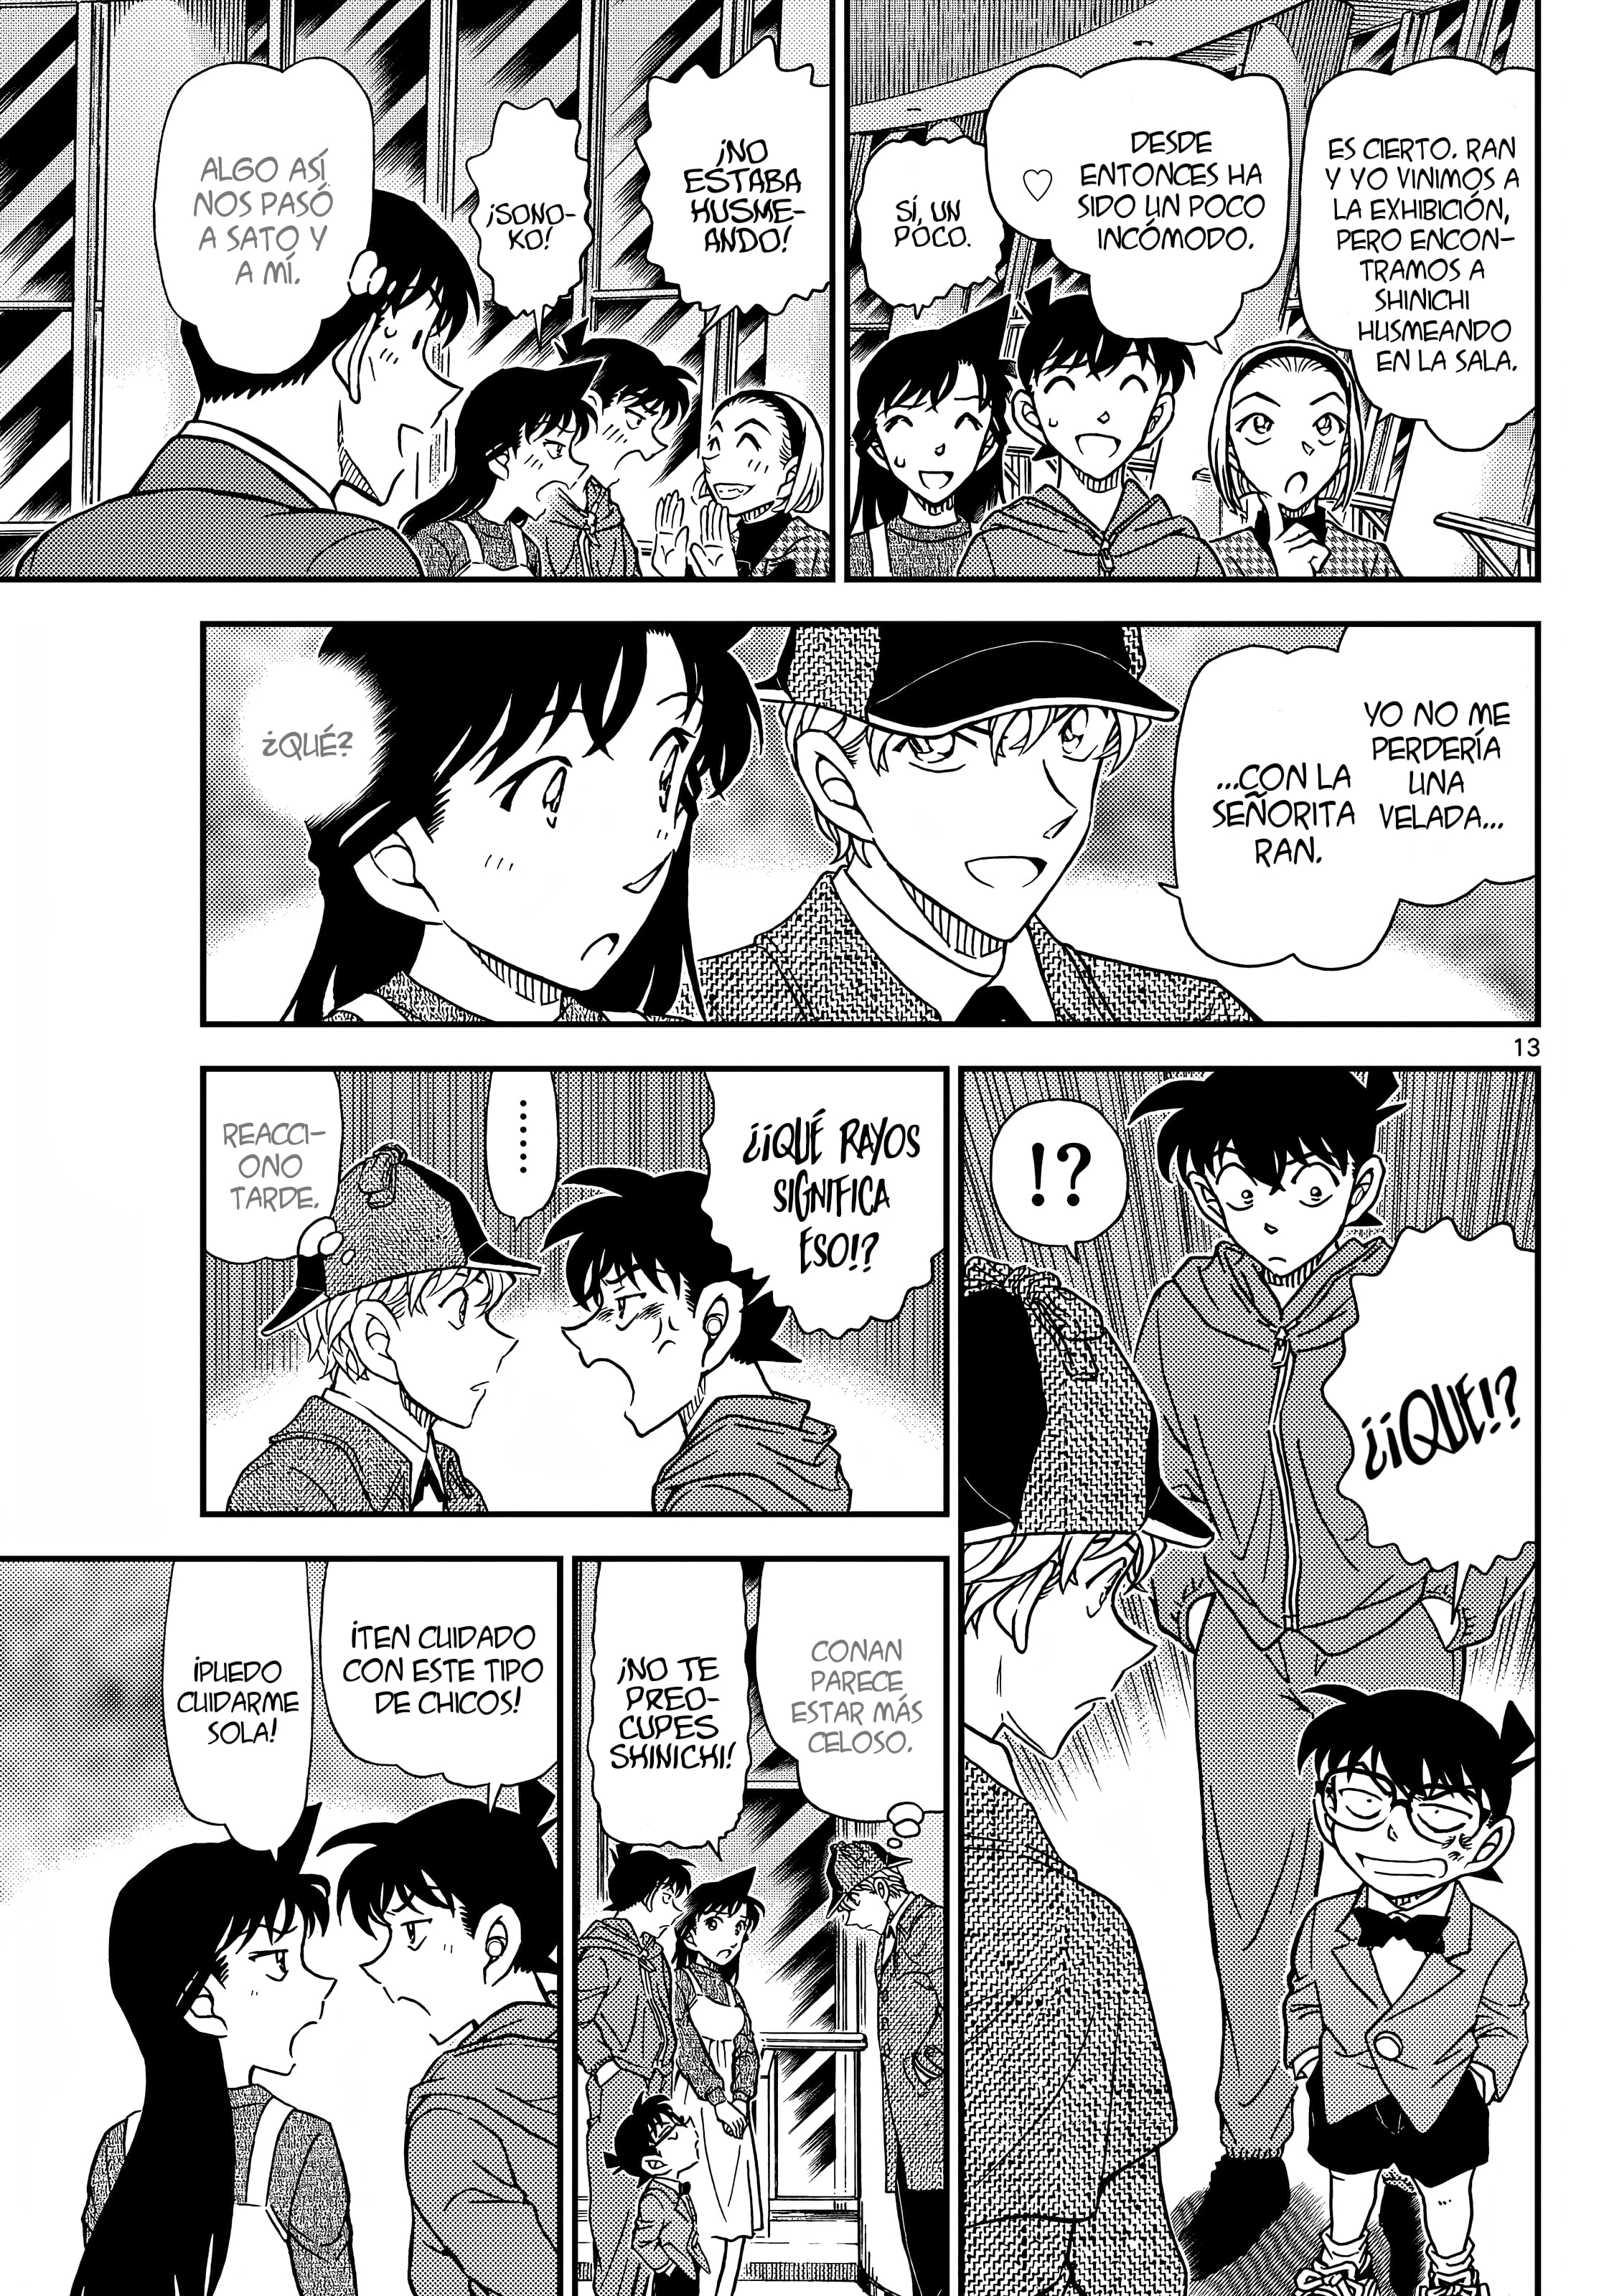 ES CIERTO. RAN
Y YO VINIMOS A
LA EXHIBICIÓN,
PERO ENCON-
TRAMOS A
SHINICHI
HUSMEANDO
EN LA SALA.
DESDE
ENTONCES HA
SIDO UN POCO
INCÓMODO.
♡
SÍ, UN
POCO.
¡NO
ESTABA
HUSME-
ANDO!
¡SONO-
KO!
ALGO ASÍ
NOS PASÓ
A SATO Y
A MÍ.
YO NO ME
PERDERÍA
UNA
VELADA...
...CON LA
SEÑORITA
RAN.
¿QUÉ?
13
¿¡QUE!?
!?
¿¡QUÉ RAYOS
SIGNIFICA
ESO!?
......
REACCI-
ONO
TARDE.
CONAN
PARECE
ESTAR MÁS
CELOSO.
¡NO TE
PREO-
CUPES
SHINICHI!
¡TEN CUIDADO
CON ESTE TIPO
DE CHICOS!
¡PUEDO
CUIDARME
SOLA!